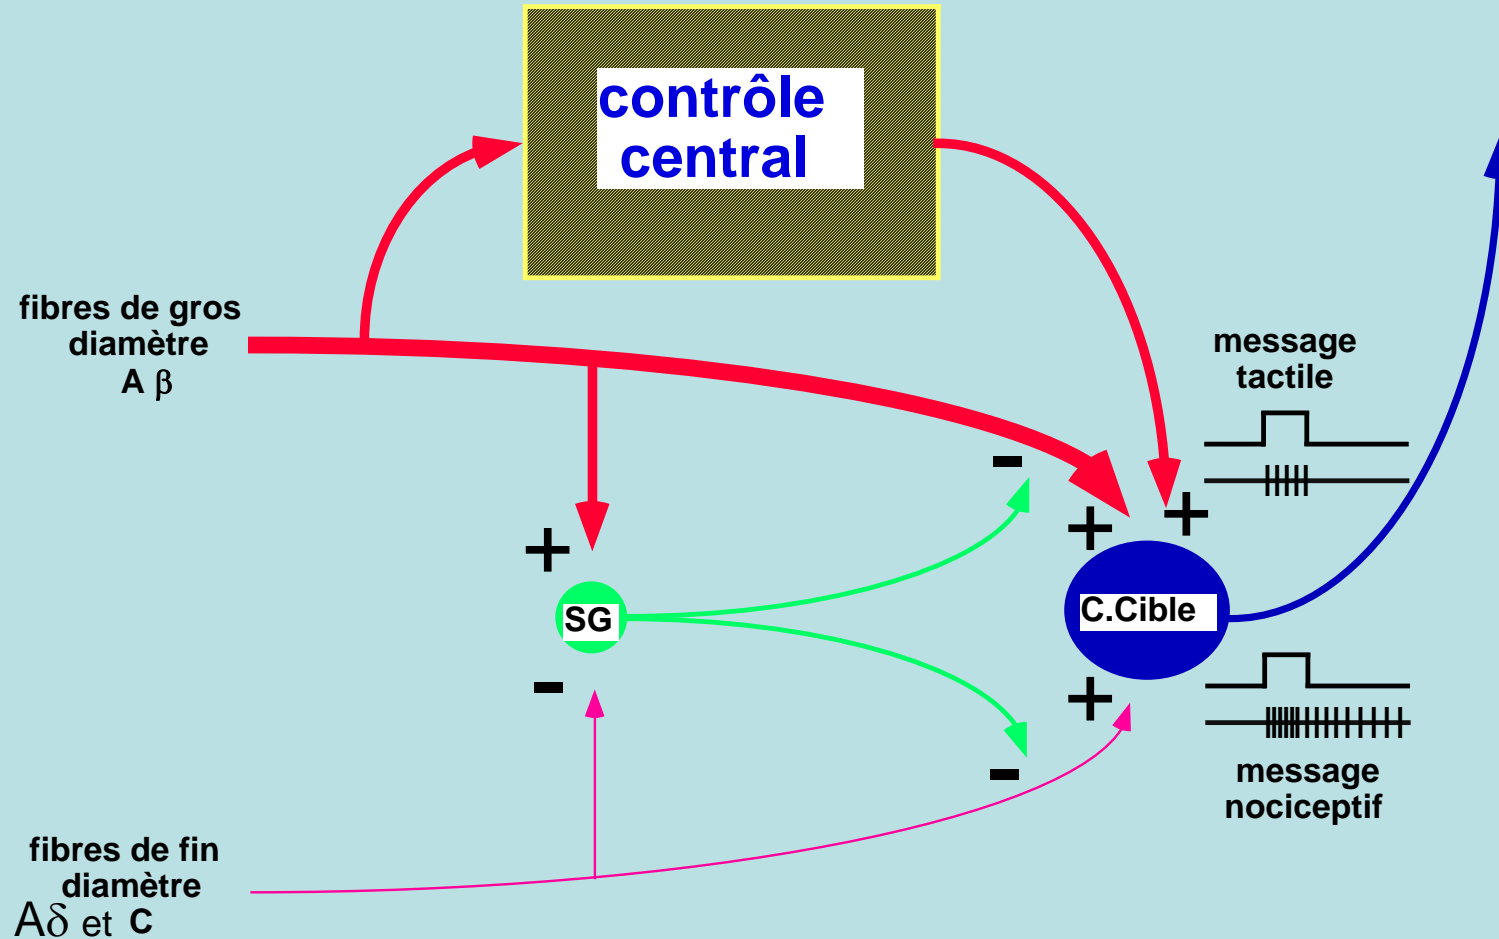 contrôle
central
fibres de gros
diamètre
A β
message
tactile
-
+
+
+
SG
C.Cible
-
+
-
message
nociceptif
fibres de fin
diamètre
Aδ et C